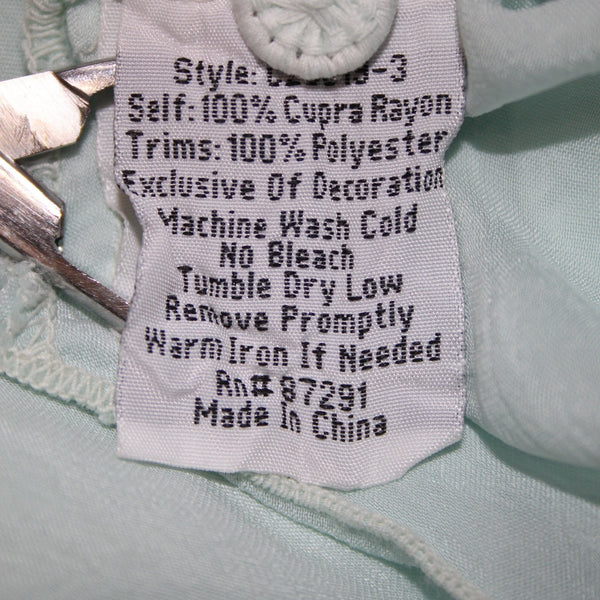 Style:
Self: 100% Cupra Rayon
Trims: 100% Polyester
Exclusive Of Decoration
Machine Wash Cold
No Bleach
Tumble Dry Low
Remove Promptly
Warm Iron If Needed
Rn# 87291
Made In China